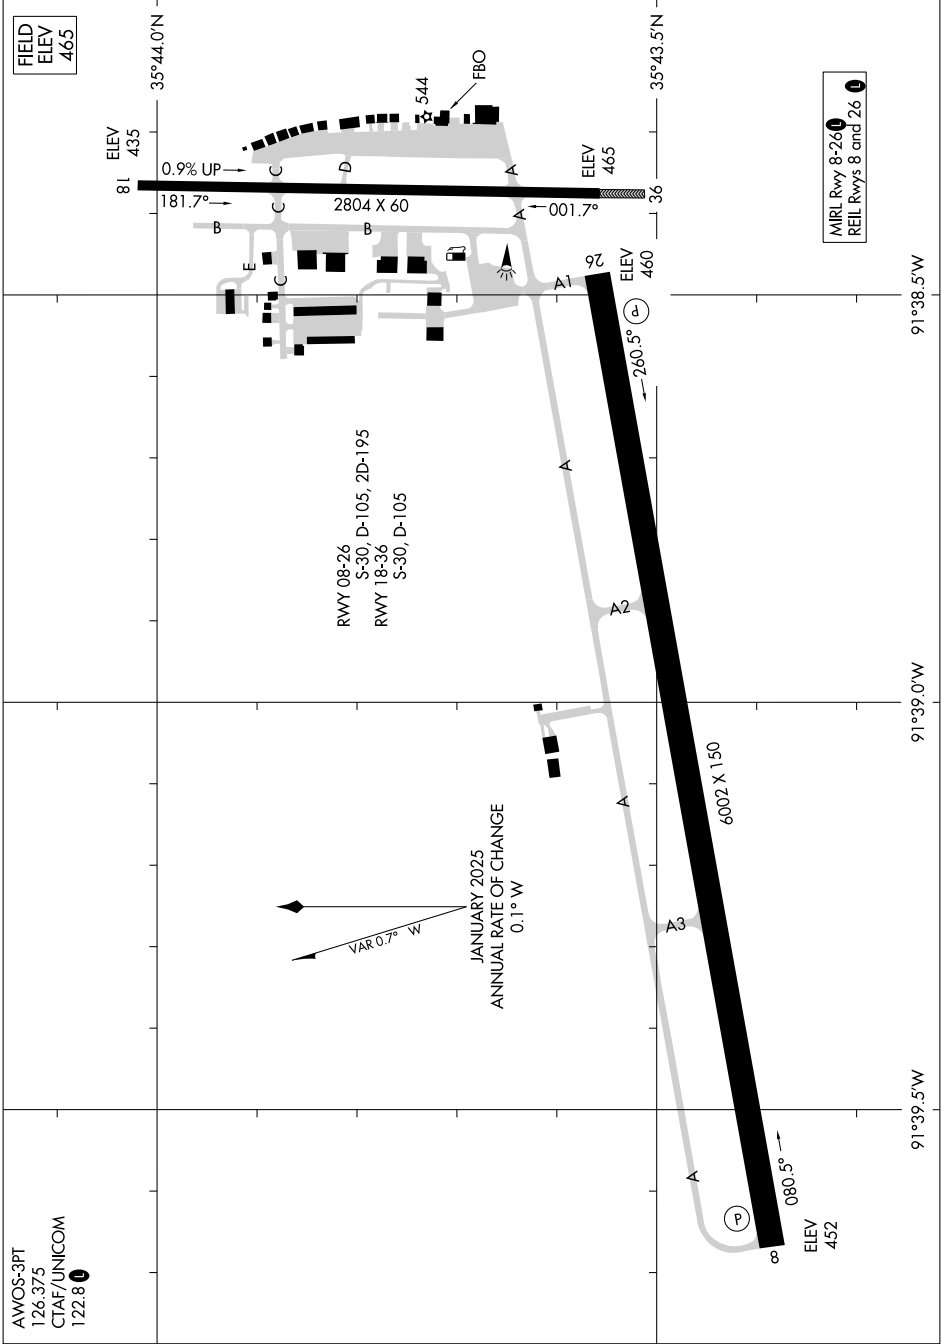 AWOS-3PT
126.375
CTAF/UNICOM
122.8 L
FIELD
ELEV
465
35°44.0'N
35°43.5'N
91°38.5'W
91°39.0'W
91°39.5'W
MIRL Rwy 8-26 L
REIL Rwys 8 and 26 L
ELEV
435
18
0.9% UP
181.7°
2804 X 60
001.7°
ELEV
465
36
544
FBO
C
D
A
C
A
B
B
E
C
A1
26
ELEV
460
P
260.5°
A
A2
RWY 08-26
S-30, D-105, 2D-195
RWY 18-36
S-30, D-105
A
6002 X 150
A3
VAR 0.7° W
JANUARY 2025
ANNUAL RATE OF CHANGE
0.1° W
A
P
080.5°
8
ELEV
452